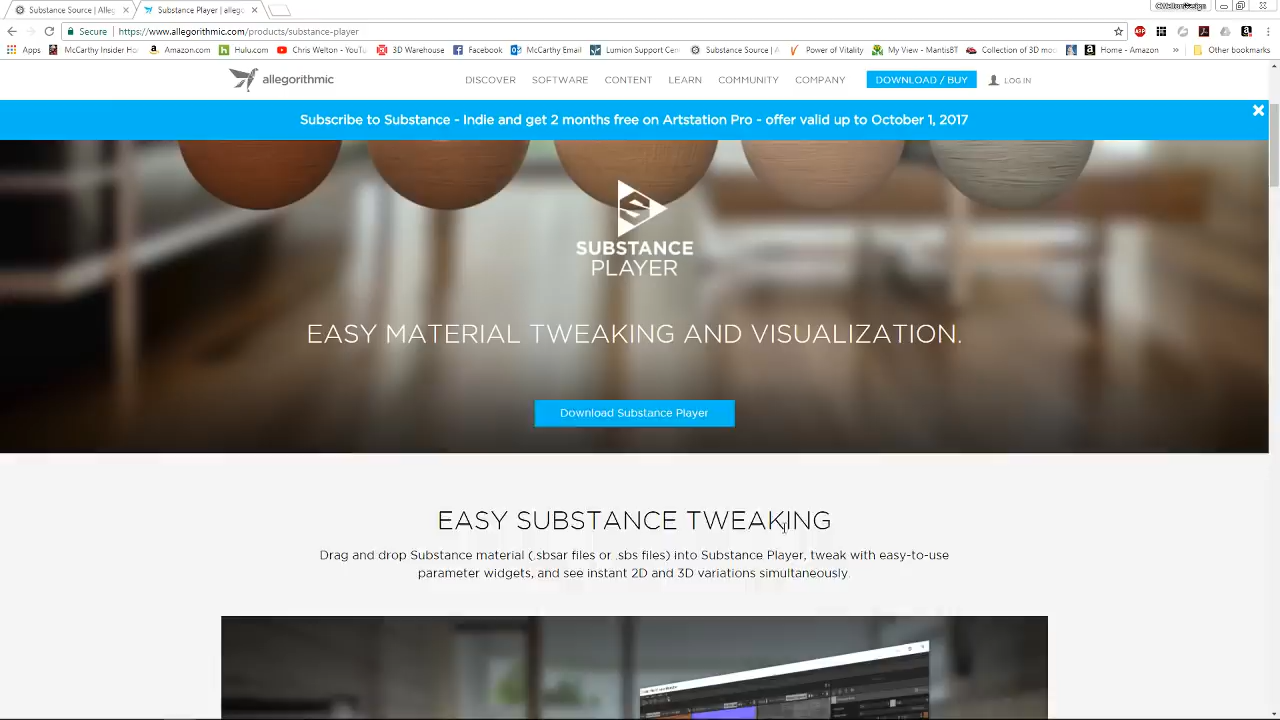 Substance Source | Alleg
Substance Player | allego
https://www.allegorithmic.com/products/substance-player
Secure
Apps
McCarthy Insight - Ho
Amazon.com
Hulu.com
Chris Welton - YouTu
3D Warehouse
Facebook
McCarthy Email
Lumion Support Cen
Substance Source | A
Power of Vitality
My View - MantisBT
Collection of 3D mo
Home - Amazon
»
Other bookmarks
allegorithmic
DISCOVER SOFTWARE CONTENT LEARN COMMUNITY COMPANY DOWNLOAD / BUY LOG IN
Subscribe to Substance - Indie and get 2 months free on Artstation Pro - offer valid up to October 1, 2017
SUBSTANCE
PLAYER
EASY MATERIAL TWEAKING AND VISUALIZATION.
Download Substance Player
EASY SUBSTANCE TWEAKING
Drag and drop Substance material (.sbsar files or .sbs files) into Substance Player, tweak with easy-to-use
parameter widgets, and see instant 2D and 3D variations simultaneously.